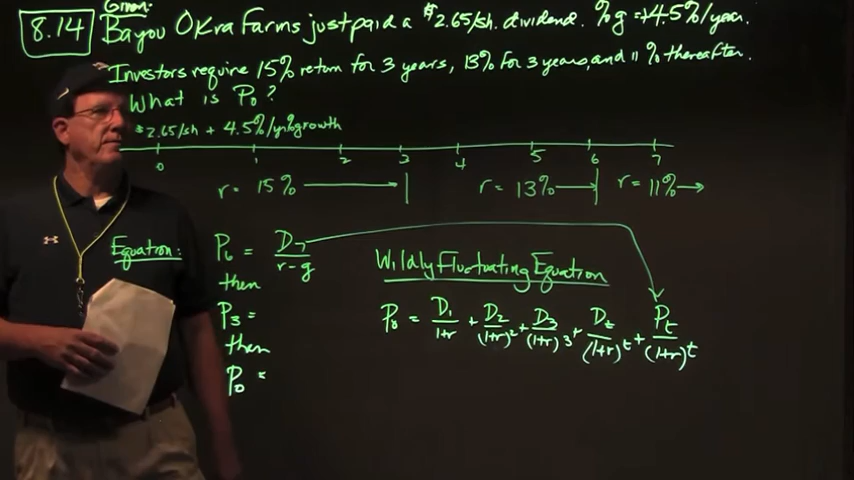 Given:
8.14 Bayou Okra Farms just paid a $2.65/sh. dividend. %g = +4.5%/year.
Investors require 15% return for 3 years, 13% for 3 years, and 11% thereafter.
What is P₀?
$2.65/sh + 4.5%/yr % growth
0 1 2 3 4 5 6 7
r = 15% r = 13% r = 11%
Equation: P₆ = D₇/(r-g)
then
P₃ =
then
P₀ =
Wildly Fluctuating Equation
P₀ = D₁/(1+r) + D₂/(1+r)² + D₃/(1+r)³ + Dt/(1+r)^t + Pt/(1+r)^t